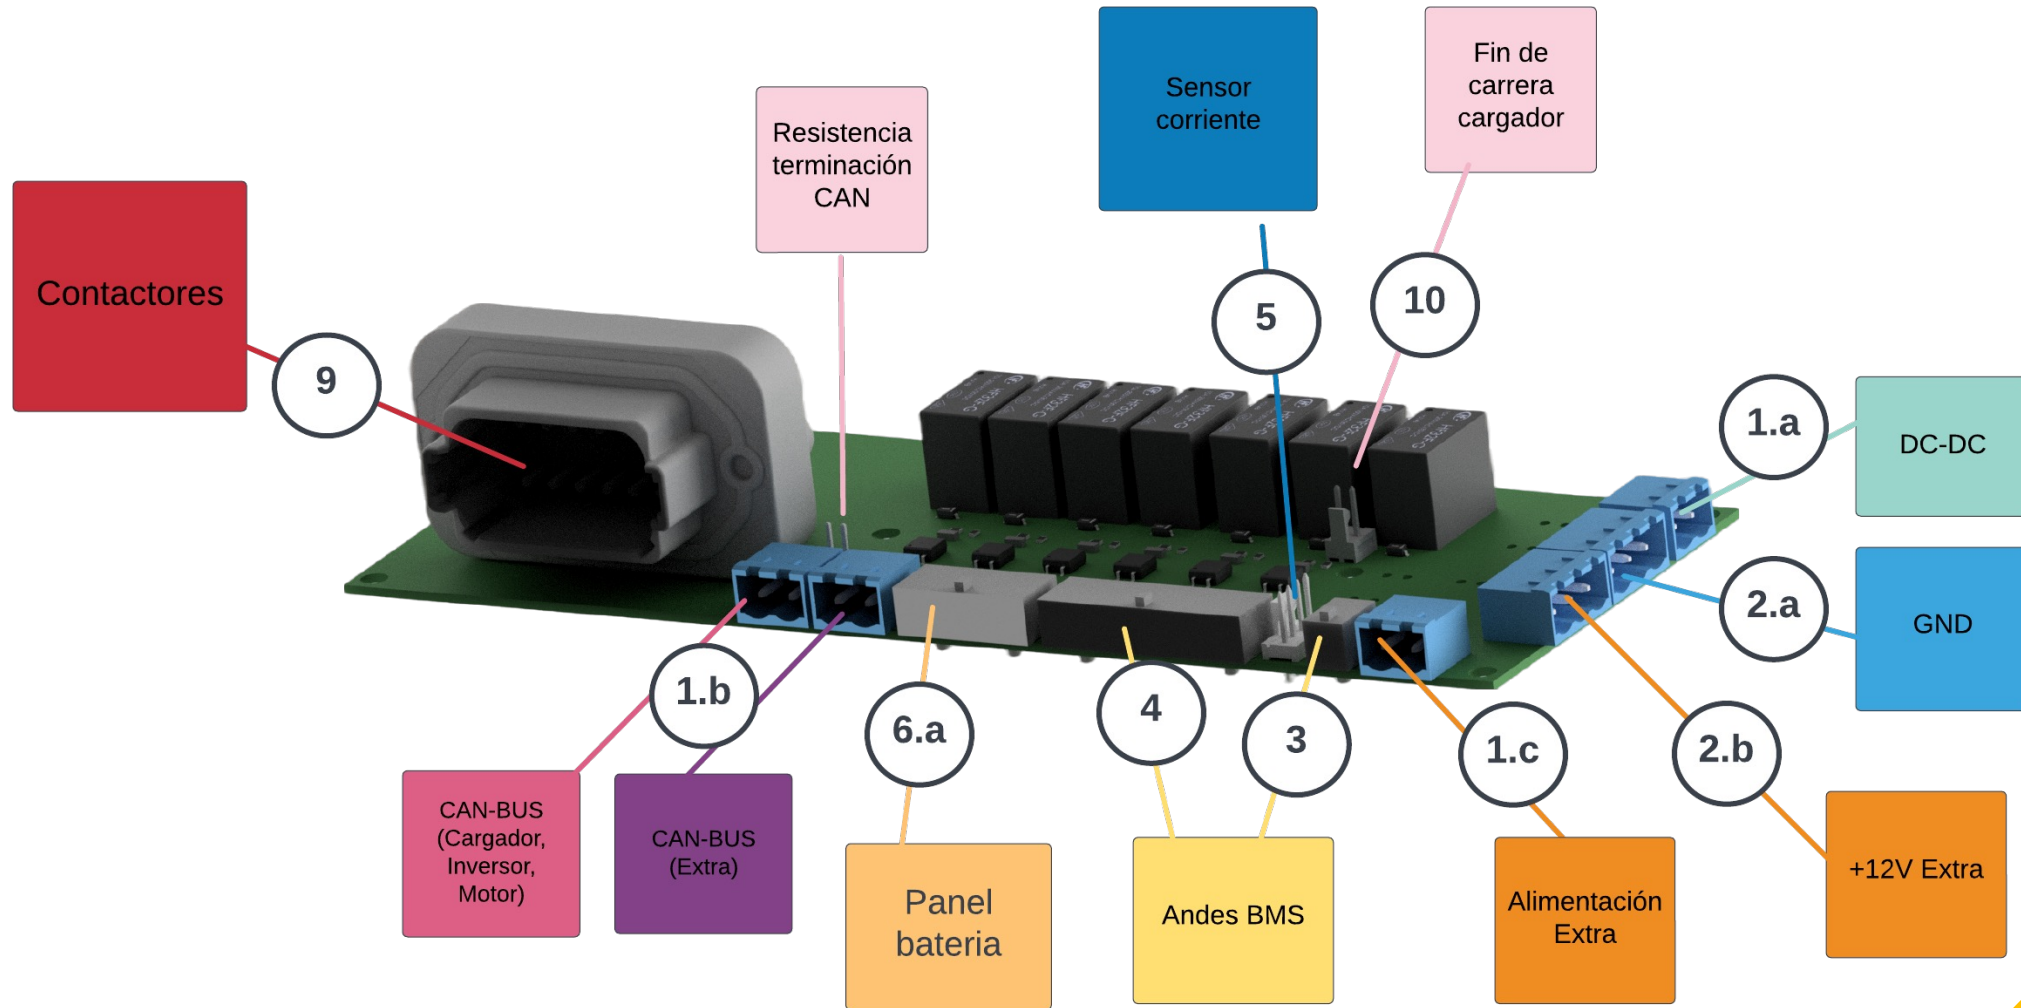 Sensor
corriente
Fin de
carrera
cargador
Resistencia
terminación
CAN
Contactores
9
5
10
1.a
DC-DC
2.a
GND
1.b
6.a
4
3
1.c
2.b
CAN-BUS
(Cargador,
Inversor,
Motor)
CAN-BUS
(Extra)
Panel
bateria
Andes BMS
Alimentación
Extra
+12V Extra